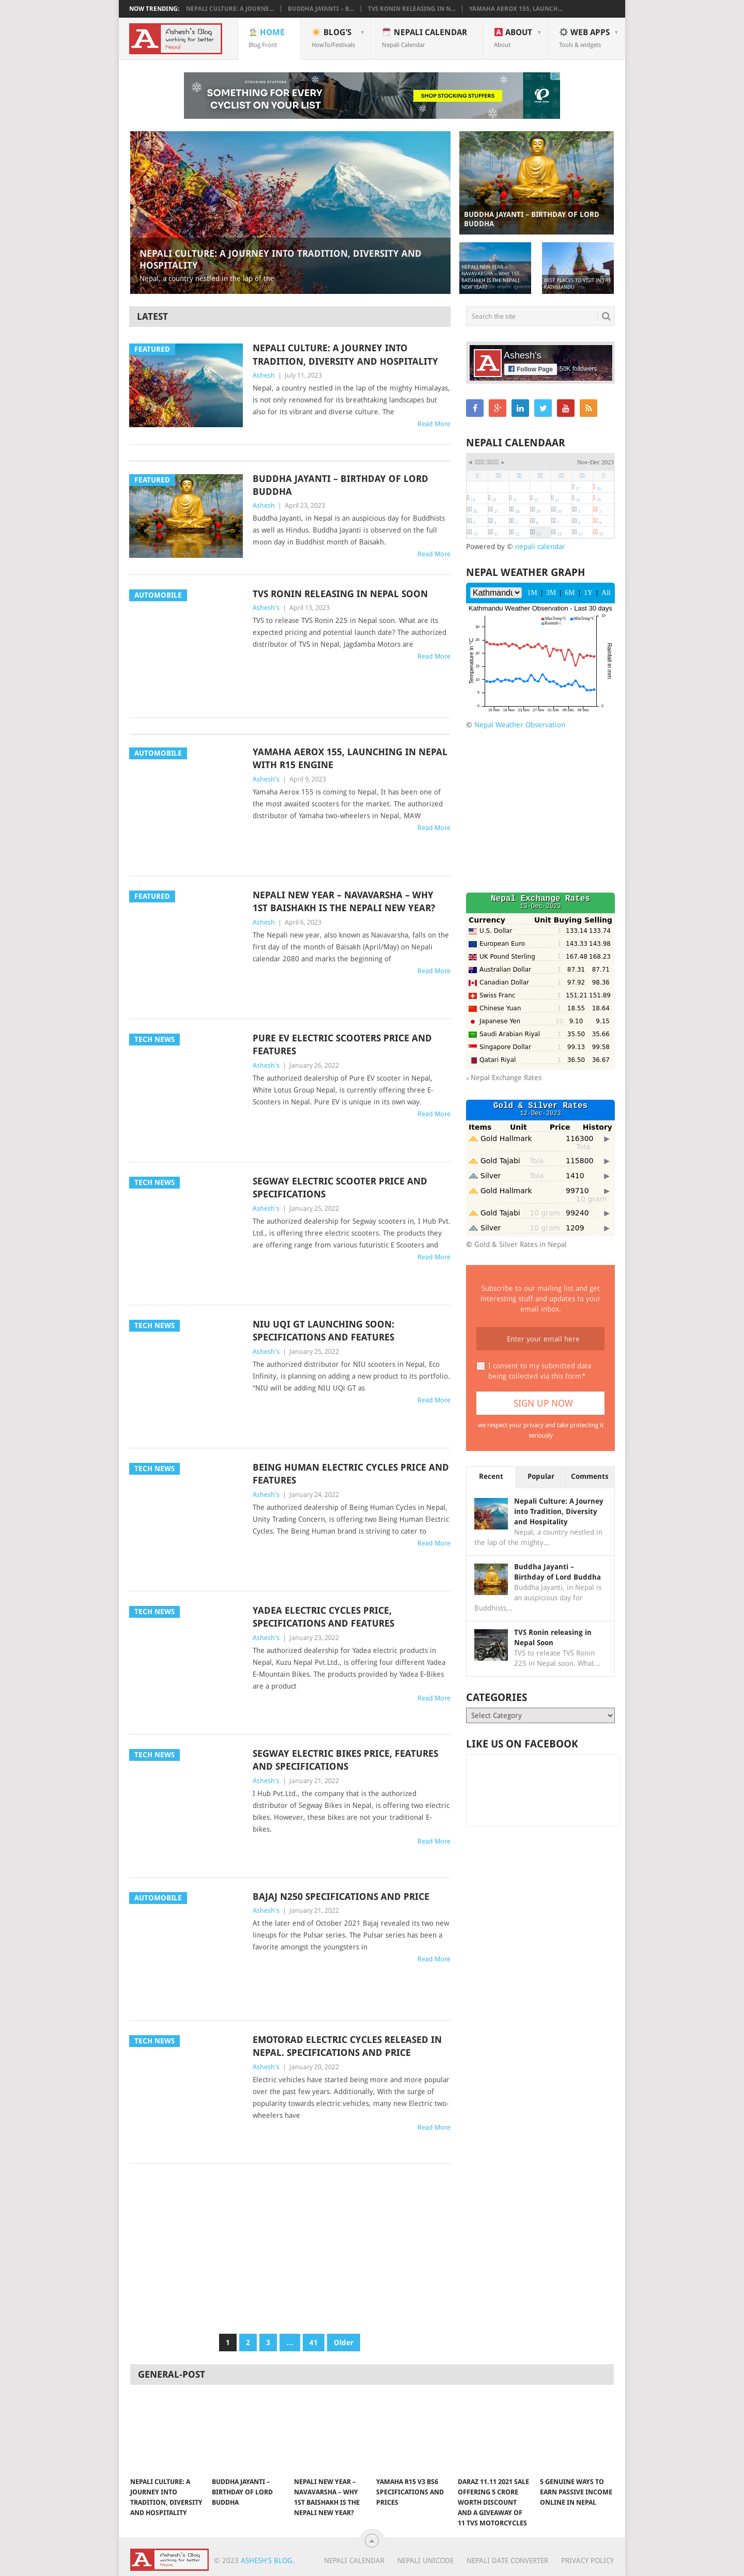 NOW TRENDING: NEPALI CULTURE: A JOURNE... BUDDHA JAYANTI – B... TVS RONIN RELEASING IN N... YAMAHA AEROX 155, LAUNCH...
A Ashesh's Blog
working for better
Nepal
HOME
Blog Front
BLOG'S
HowTo/Festivals
NEPALI CALENDAR
Nepali Calendar
ABOUT
About
WEB APPS
Tools & widgets
SOMETHING FOR EVERY
CYCLIST ON YOUR LIST
SHOP STOCKING STUFFERS
NEPALI CULTURE: A JOURNEY INTO TRADITION, DIVERSITY AND
HOSPITALITY
Nepal, a country nestled in the lap of the
BUDDHA JAYANTI – BIRTHDAY OF LORD
BUDDHA
NEPALI NEW YEAR –
NAVAVARSHA – WHY 1ST
BAISHAKH IS THE NEPALI
NEW YEAR?
BEST PLACES TO VISIT IN THE
KATHMANDU
LATEST
FEATURED
NEPALI CULTURE: A JOURNEY INTO
TRADITION, DIVERSITY AND HOSPITALITY
Ashesh | July 11, 2023
Nepal, a country nestled in the lap of the mighty Himalayas,
is not only renowned for its breathtaking landscapes but
also for its vibrant and diverse culture. The
Read More
FEATURED
BUDDHA JAYANTI – BIRTHDAY OF LORD
BUDDHA
Ashesh | April 23, 2023
Buddha Jayanti, in Nepal is an auspicious day for Buddhists
as well as Hindus. Buddha Jayanti is observed on the full
moon day in Buddhist month of Baisakh.
Read More
AUTOMOBILE
TVS RONIN RELEASING IN NEPAL SOON
Ashesh's | April 13, 2023
TVS to release TVS Ronin 225 in Nepal soon. What are its
expected pricing and potential launch date? The authorized
distributor of TVS in Nepal, Jagdamba Motors are
Read More
AUTOMOBILE
YAMAHA AEROX 155, LAUNCHING IN NEPAL
WITH R15 ENGINE
Ashesh's | April 9, 2023
Yamaha Aerox 155 is coming to Nepal, It has been one of
the most awaited scooters for the market. The authorized
distributor of Yamaha two-wheelers in Nepal, MAW
Read More
FEATURED
NEPALI NEW YEAR – NAVAVARSHA – WHY
1ST BAISHAKH IS THE NEPALI NEW YEAR?
Ashesh | April 6, 2023
The Nepali new year, also known as Navavarsha, falls on the
first day of the month of Baisakh (April/May) on Nepali
calendar 2080 and marks the beginning of
Read More
TECH NEWS
PURE EV ELECTRIC SCOOTERS PRICE AND
FEATURES
Ashesh's | January 26, 2022
The authorized dealership of Pure EV scooter in Nepal,
White Lotus Group Nepal, is currently offering three E-
Scooters in Nepal. Pure EV is unique in its own way.
Read More
TECH NEWS
SEGWAY ELECTRIC SCOOTER PRICE AND
SPECIFICATIONS
Ashesh's | January 25, 2022
The authorized dealership for Segway scooters in, I Hub Pvt.
Ltd., is offering three electric scooters. The products they
are offering range from various futuristic E Scooters and
Read More
TECH NEWS
NIU UQI GT LAUNCHING SOON:
SPECIFICATIONS AND FEATURES
Ashesh's | January 25, 2022
The authorized distributor for NIU scooters in Nepal, Eco
Infinity, is planning on adding a new product to its portfolio.
“NIU will be adding NIU UQi GT as
Read More
TECH NEWS
BEING HUMAN ELECTRIC CYCLES PRICE AND
FEATURES
Ashesh's | January 24, 2022
The authorized dealership of Being Human Cycles in Nepal,
Unity Trading Concern, is offering two Being Human Electric
Cycles. The Being Human brand is striving to cater to
Read More
TECH NEWS
YADEA ELECTRIC CYCLES PRICE,
SPECIFICATIONS AND FEATURES
Ashesh's | January 23, 2022
The authorized dealership for Yadea electric products in
Nepal, Kuzu Nepal Pvt.Ltd., is offering four different Yadea
E-Mountain Bikes. The products provided by Yadea E-Bikes
are a product
Read More
TECH NEWS
SEGWAY ELECTRIC BIKES PRICE, FEATURES
AND SPECIFICATIONS
Ashesh's | January 21, 2022
I Hub Pvt.Ltd., the company that is the authorized
distributor of Segway Bikes in Nepal, is offering two electric
bikes. However, these bikes are not your traditional E-
bikes.
Read More
AUTOMOBILE
BAJAJ N250 SPECIFICATIONS AND PRICE
Ashesh's | January 21, 2022
At the later end of October 2021 Bajaj revealed its two new
lineups for the Pulsar series. The Pulsar series has been a
favorite amongst the youngsters in
Read More
TECH NEWS
EMOTORAD ELECTRIC CYCLES RELEASED IN
NEPAL. SPECIFICATIONS AND PRICE
Ashesh's | January 20, 2022
Electric vehicles have started being more and more popular
over the past few years. Additionally, With the surge of
popularity towards electric vehicles, many new Electric two-
wheelers have
Read More
1 2 3 ... 41 Older
Search the site
A Ashesh's
Follow Page 50K followers
NEPALI CALENDAAR
Nov-Dec 2023
Powered by © nepali calendar
NEPAL WEATHER GRAPH
Kathmandu 1M | 3M | 6M | 1Y | All
Kathmandu Weather Observation - Last 30 days
Temperature in °C
Rainfall in mm
© Nepal Weather Observation
Nepal Exchange Rates
13-Dec-2023
Currency Unit Buying Selling
U.S. Dollar 1 133.14 133.74
European Euro 1 143.33 143.98
UK Pound Sterling 1 167.48 168.23
Australian Dollar 1 87.31 87.71
Canadian Dollar 1 97.92 98.36
Swiss Franc 1 151.21 151.89
Chinese Yuan 1 18.55 18.64
Japanese Yen 10 9.10 9.15
Saudi Arabian Riyal 1 35.50 35.66
Singapore Dollar 1 99.13 99.58
Qatari Riyal 1 36.50 36.67
© Nepal Exchange Rates
Gold & Silver Rates
12-Dec-2023
Items Unit Price History
Gold Hallmark Tola 116300 ▶
Gold Tajabi Tola 115800 ▶
Silver Tola 1410 ▶
Gold Hallmark 10 gram 99710 ▶
Gold Tajabi 10 gram 99240 ▶
Silver 10 gram 1209 ▶
© Gold & Silver Rates in Nepal
Subscribe to our mailing list and get
interesting stuff and updates to your
email inbox.
Enter your email here
I consent to my submitted data
being collected via this form*
SIGN UP NOW
we respect your privacy and take protecting it
seriously
Recent Popular Comments
Nepali Culture: A Journey
into Tradition, Diversity
and Hospitality
Nepal, a country nestled in
the lap of the mighty...
Buddha Jayanti –
Birthday of Lord Buddha
Buddha Jayanti, in Nepal is
an auspicious day for
Buddhists...
TVS Ronin releasing in
Nepal Soon
TVS to release TVS Ronin
225 in Nepal soon. What...
CATEGORIES
Select Category
LIKE US ON FACEBOOK
GENERAL-POST
NEPALI CULTURE: A
JOURNEY INTO
TRADITION, DIVERSITY
AND HOSPITALITY
BUDDHA JAYANTI –
BIRTHDAY OF LORD
BUDDHA
NEPALI NEW YEAR –
NAVAVARSHA – WHY
1ST BAISHAKH IS THE
NEPALI NEW YEAR?
YAMAHA R15 V3 BS6
SPECIFICATIONS AND
PRICES
DARAZ 11.11 2021 SALE
OFFERING 5 CRORE
WORTH DISCOUNT
AND A GIVEAWAY OF
11 TVS MOTORCYCLES
5 GENUINE WAYS TO
EARN PASSIVE INCOME
ONLINE IN NEPAL
A Ashesh's Blog
working for better
Nepal
© 2023 ASHESH'S BLOG.
NEPALI CALENDAR NEPALI UNICODE NEPALI DATE CONVERTER PRIVACY POLICY